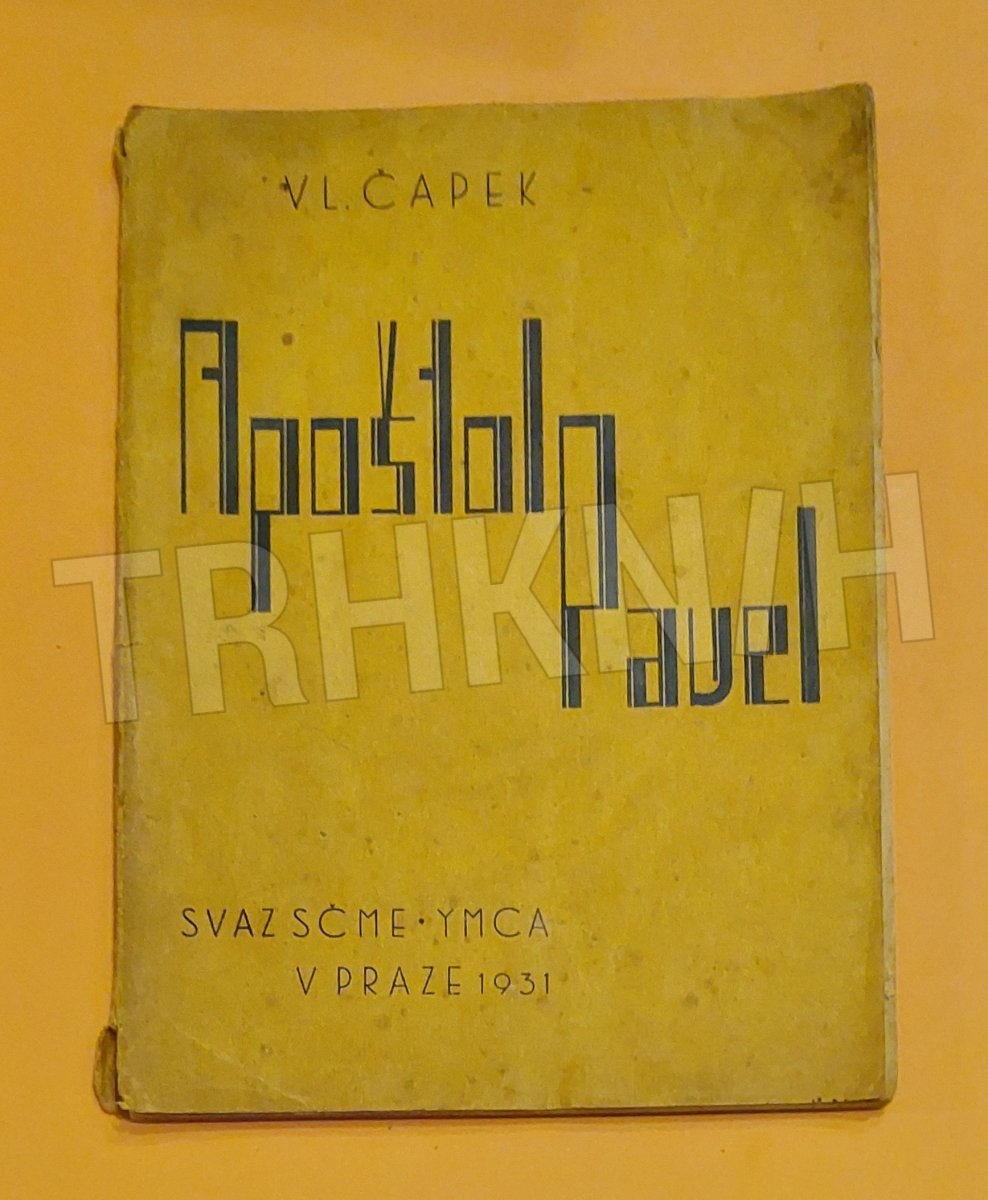 VL. ČAPEK
Apoštol
Pavel
SVAZ SČME · YMCA
V PRAZE 1931
TRHKNIH